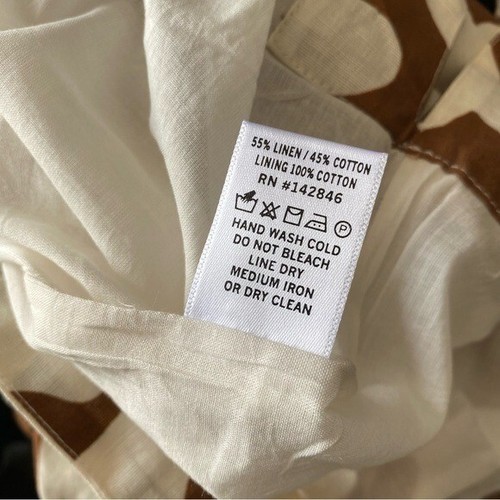 55% LINEN / 45% COTTON
LINING 100% COTTON
RN #142846
P
HAND WASH COLD
DO NOT BLEACH
LINE DRY
MEDIUM IRON
OR DRY CLEAN